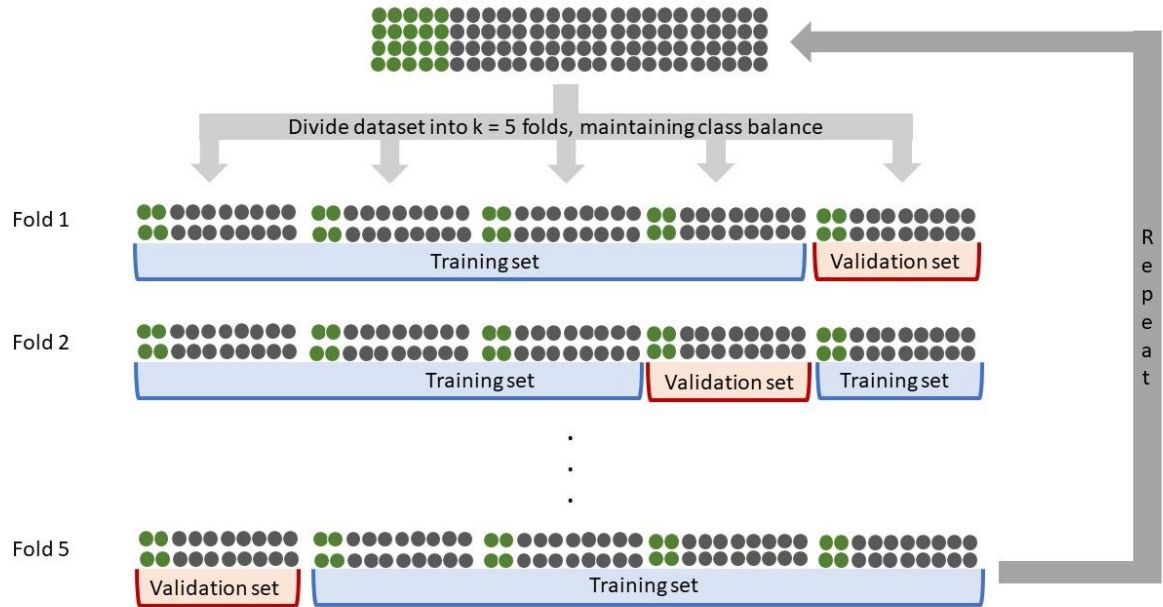 Divide dataset into k = 5 folds, maintaining class balance
Fold 1
Training set
Validation set
Fold 2
Training set
Validation set
Training set
.
.
.
Fold 5
Validation set
Training set
Repeat